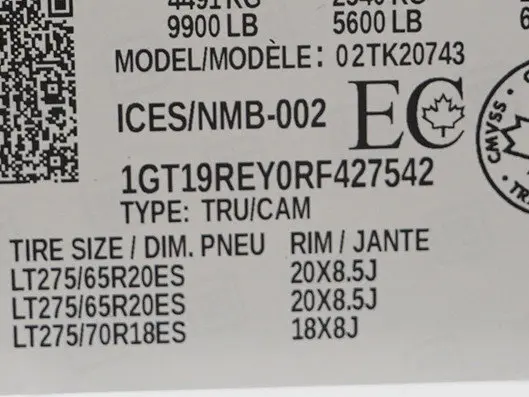 9900 LB 5600 LB
MODEL/MODÈLE: 02TK20743
ICES/NMB-002 EC
1GT19REY0RF427542
TYPE: TRU/CAM
CMVSS
TIRE SIZE / DIM. PNEU RIM / JANTE
LT275/65R20ES 20X8.5J
LT275/65R20ES 20X8.5J
LT275/70R18ES 18X8J